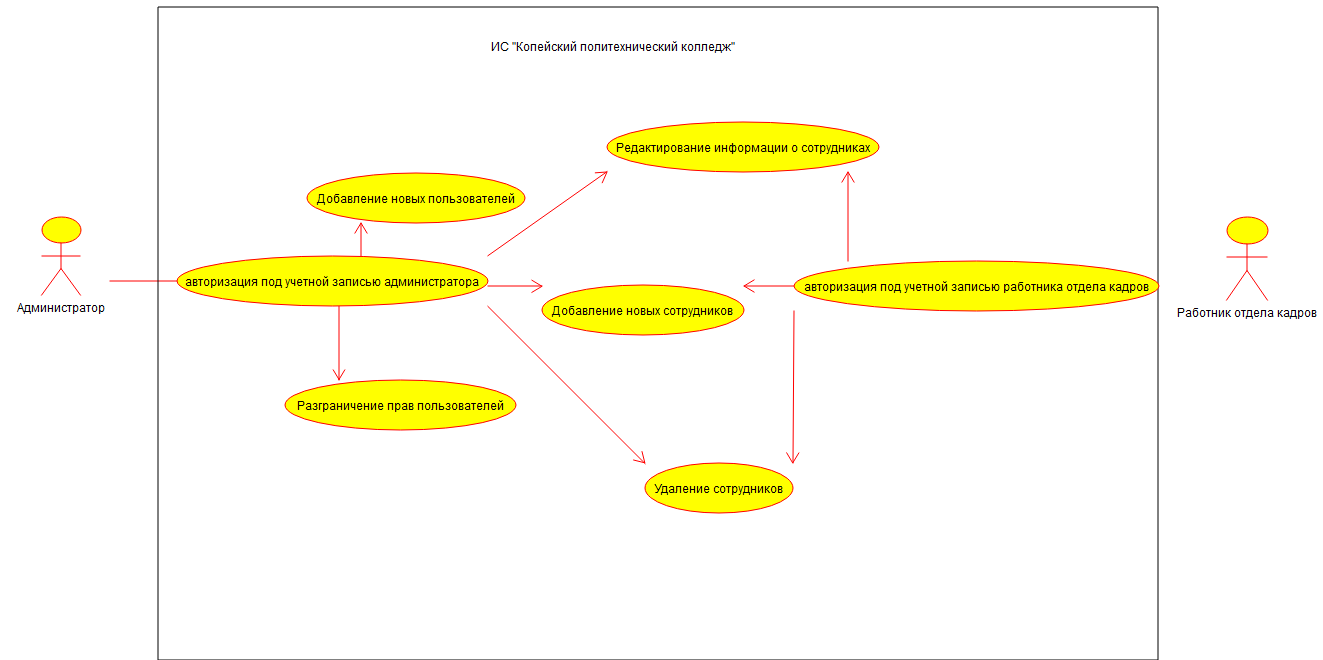 ИС "Копейский политехнический колледж"
Редактирование информации о сотрудниках
Добавление новых пользователей
авторизация под учетной записью администратора
авторизация под учетной записью работника отдела кадров
Администратор
Добавление новых сотрудников
Работник отдела кадров
Разграничение прав пользователей
Удаление сотрудников